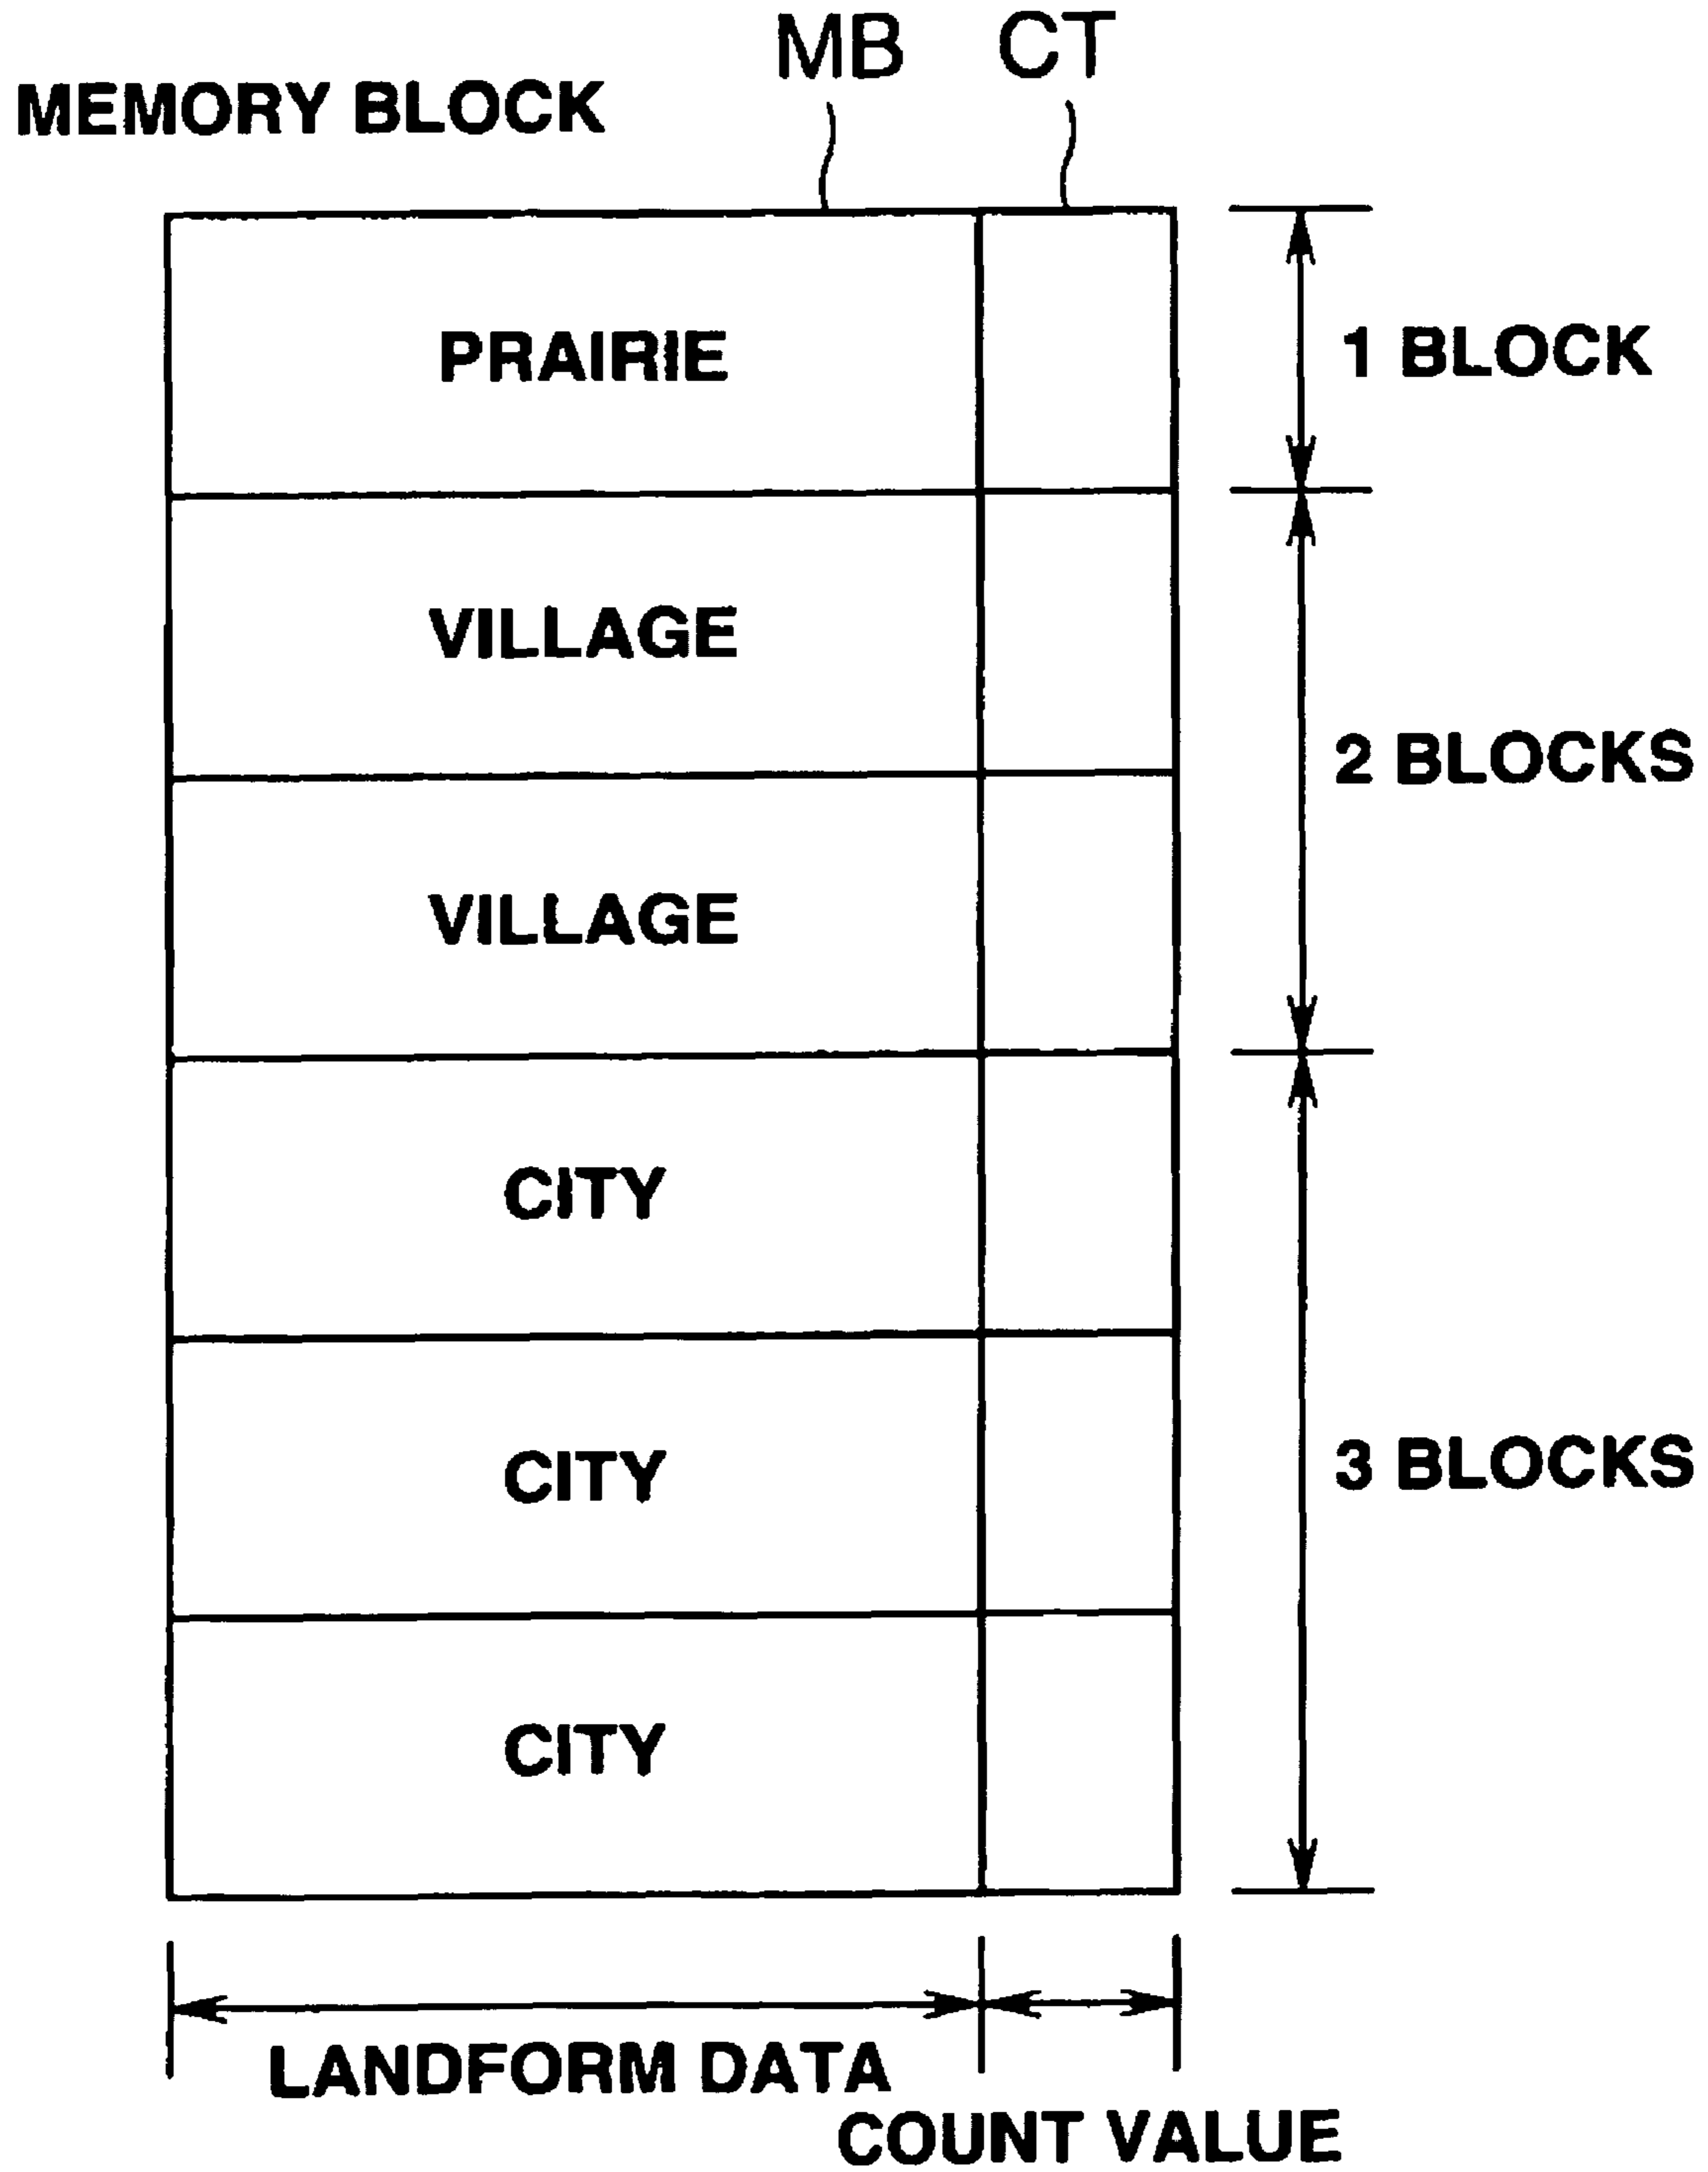 MB CT
MEMORY BLOCK
PRAIRIE
1 BLOCK
VILLAGE
2 BLOCKS
VILLAGE
CITY
CITY
3 BLOCKS
CITY
LANDFORM DATA
COUNT VALUE